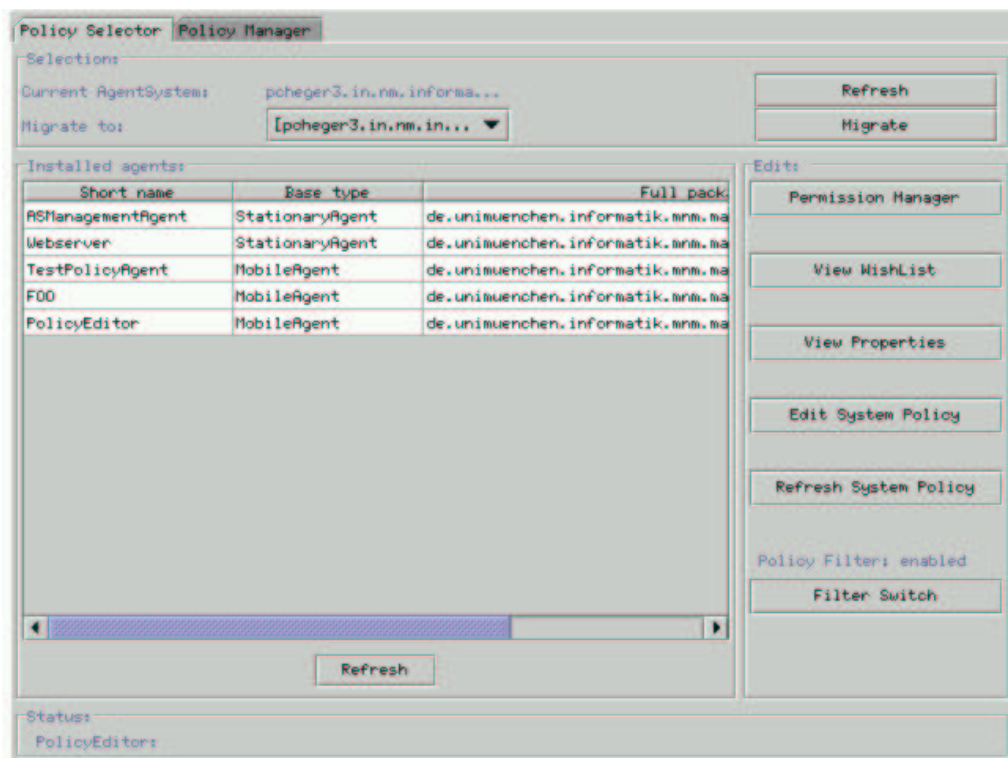 Policy Selector Policy Manager
Selection:
Current AgentSystem: pcheger3.in.nm.informa... Refresh
Migrate to: [pcheger3.in.nm.in... Migrate
Installed agents: Edit:
Short name Base type Full pack. Permission Manager
ASManagementAgent StationaryAgent de.unimuenchen.informatik.mnm.ma
Webserver StationaryAgent de.unimuenchen.informatik.mnm.ma
TestPolicyAgent MobileAgent de.unimuenchen.informatik.mnm.ma View WishList
FOO MobileAgent de.unimuenchen.informatik.mnm.ma
PolicyEditor MobileAgent de.unimuenchen.informatik.mnm.ma
View Properties
Edit System Policy
Refresh System Policy
Policy Filter: enabled
Filter Switch
Refresh
Status:
PolicyEditor: